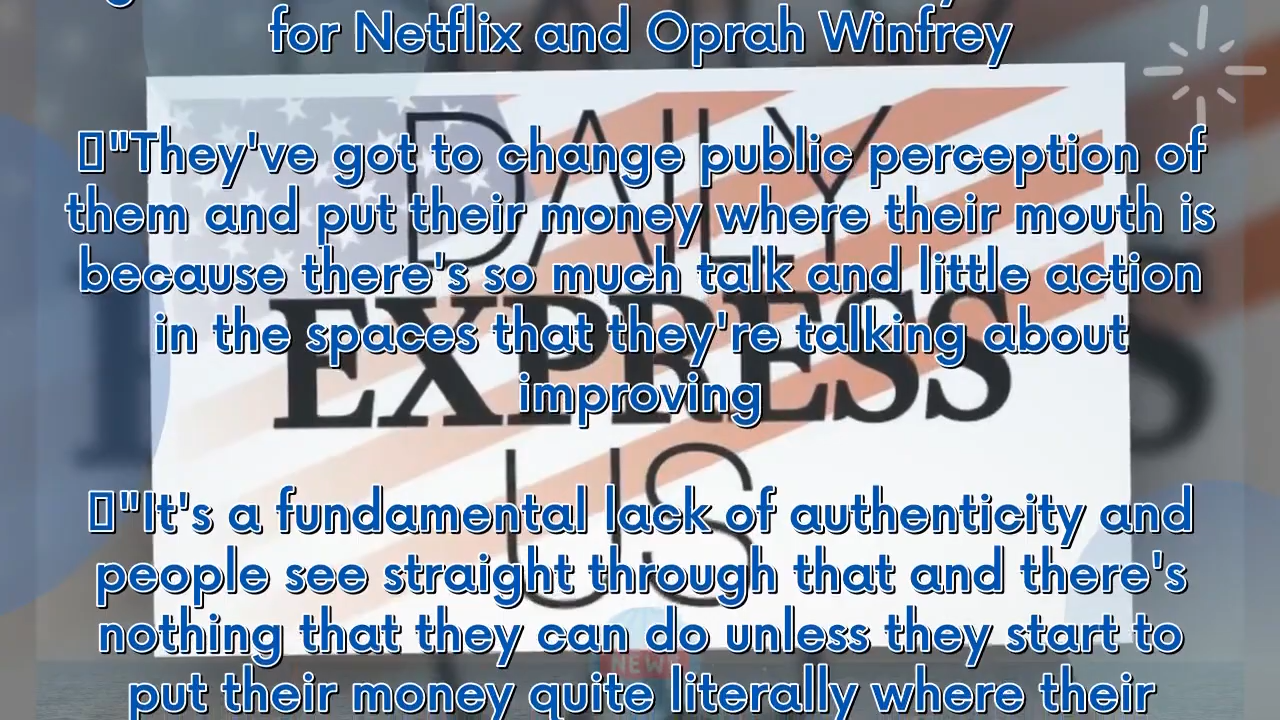 for Netflix and Oprah Winfrey
"They've got to change public perception of
them and put their money where their mouth is
because there's so much talk and little action
in the spaces that they're talking about
improving
"It's a fundamental lack of authenticity and
people see straight through that and there's
nothing that they can do unless they start to
put their money quite literally where their
DAILY
EXPRESS
US
NEW